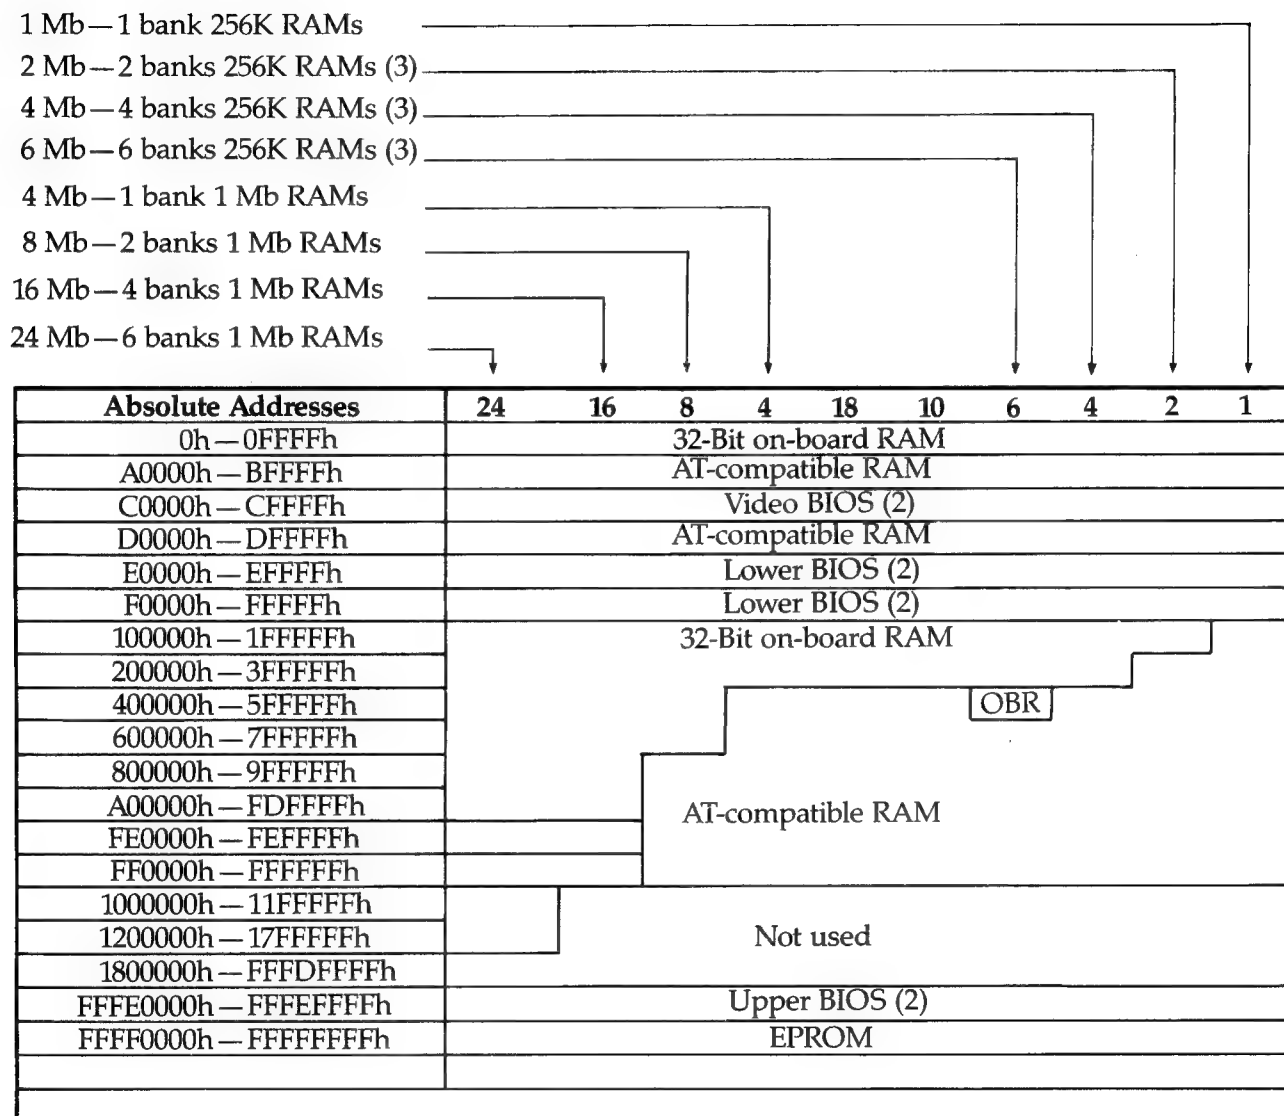 1 Mb—1 bank 256K RAMs
2 Mb—2 banks 256K RAMs (3)
4 Mb—4 banks 256K RAMs (3)
6 Mb—6 banks 256K RAMs (3)
4 Mb—1 bank 1 Mb RAMs
8 Mb—2 banks 1 Mb RAMs
16 Mb—4 banks 1 Mb RAMs
24 Mb—6 banks 1 Mb RAMs
Absolute Addresses 24 16 8 4 18 10 6 4 2 1
0h—0FFFFh 32-Bit on-board RAM
A0000h—BFFFFh AT-compatible RAM
C0000h—CFFFFh Video BIOS (2)
D0000h—DFFFFh AT-compatible RAM
E0000h—EFFFFh Lower BIOS (2)
F0000h—FFFFFh Lower BIOS (2)
100000h—1FFFFFh 32-Bit on-board RAM
200000h—3FFFFFh
400000h—5FFFFFh OBR
600000h—7FFFFFh
800000h—9FFFFFh
A00000h—FDFFFFh AT-compatible RAM
FE0000h—FEFFFFh
FF0000h—FFFFFFh
1000000h—11FFFFFh
1200000h—17FFFFFh Not used
1800000h—FFFDFFFFh
FFFE0000h—FFFEFFFFh Upper BIOS (2)
FFFF0000h—FFFFFFFFh EPROM